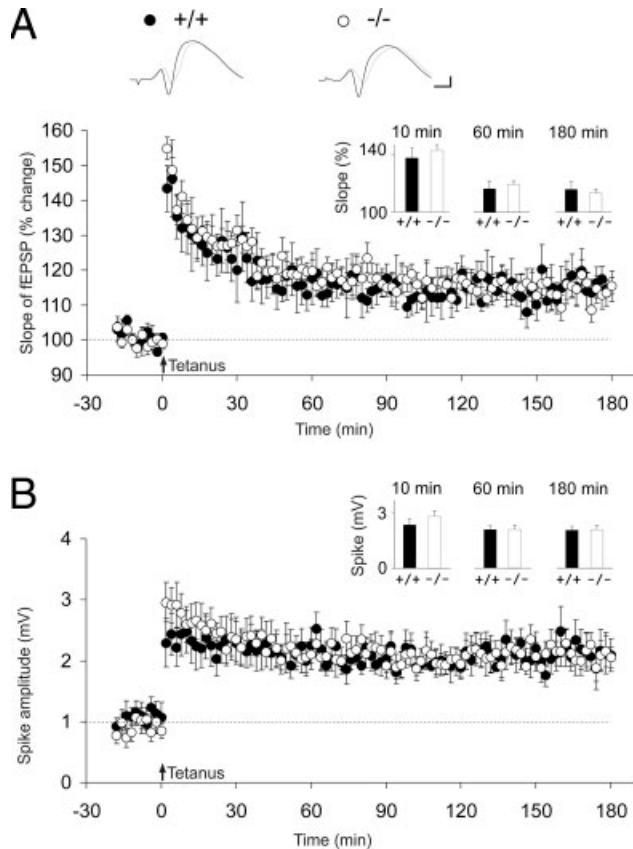 A
+/+ -/-
160
150
140
130
120
110
100
90
Slope of fEPSP (% change)
10 min 60 min 180 min
140
100
Slope (%)
+/+ -/- +/+ -/- +/+ -/-
Tetanus
-30 0 30 60 90 120 150 180
Time (min)
B
4
3
2
1
0
Spike amplitude (mV)
10 min 60 min 180 min
3
0
Spike (mV)
+/+ -/- +/+ -/- +/+ -/-
Tetanus
-30 0 30 60 90 120 150 180
Time (min)